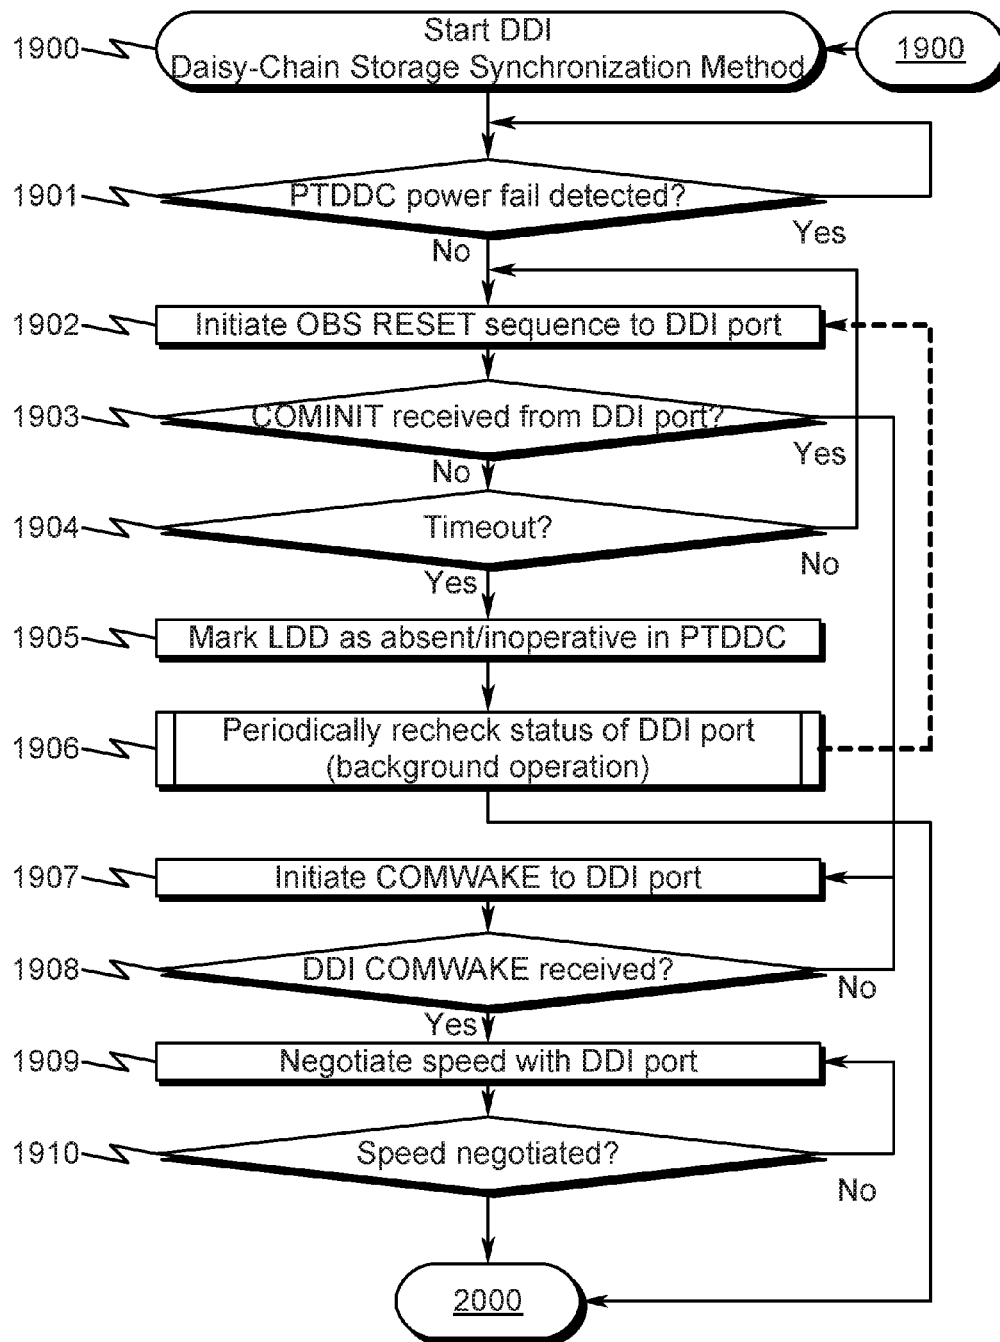 1900
Start DDI
Daisy-Chain Storage Synchronization Method
1900
1901
PTDDC power fail detected?
Yes
No
1902
Initiate OBS RESET sequence to DDI port
1903
COMINIT received from DDI port?
Yes
No
1904
Timeout?
No
Yes
1905
Mark LDD as absent/inoperative in PTDDC
1906
Periodically recheck status of DDI port
(background operation)
1907
Initiate COMWAKE to DDI port
1908
DDI COMWAKE received?
No
Yes
1909
Negotiate speed with DDI port
1910
Speed negotiated?
No
2000